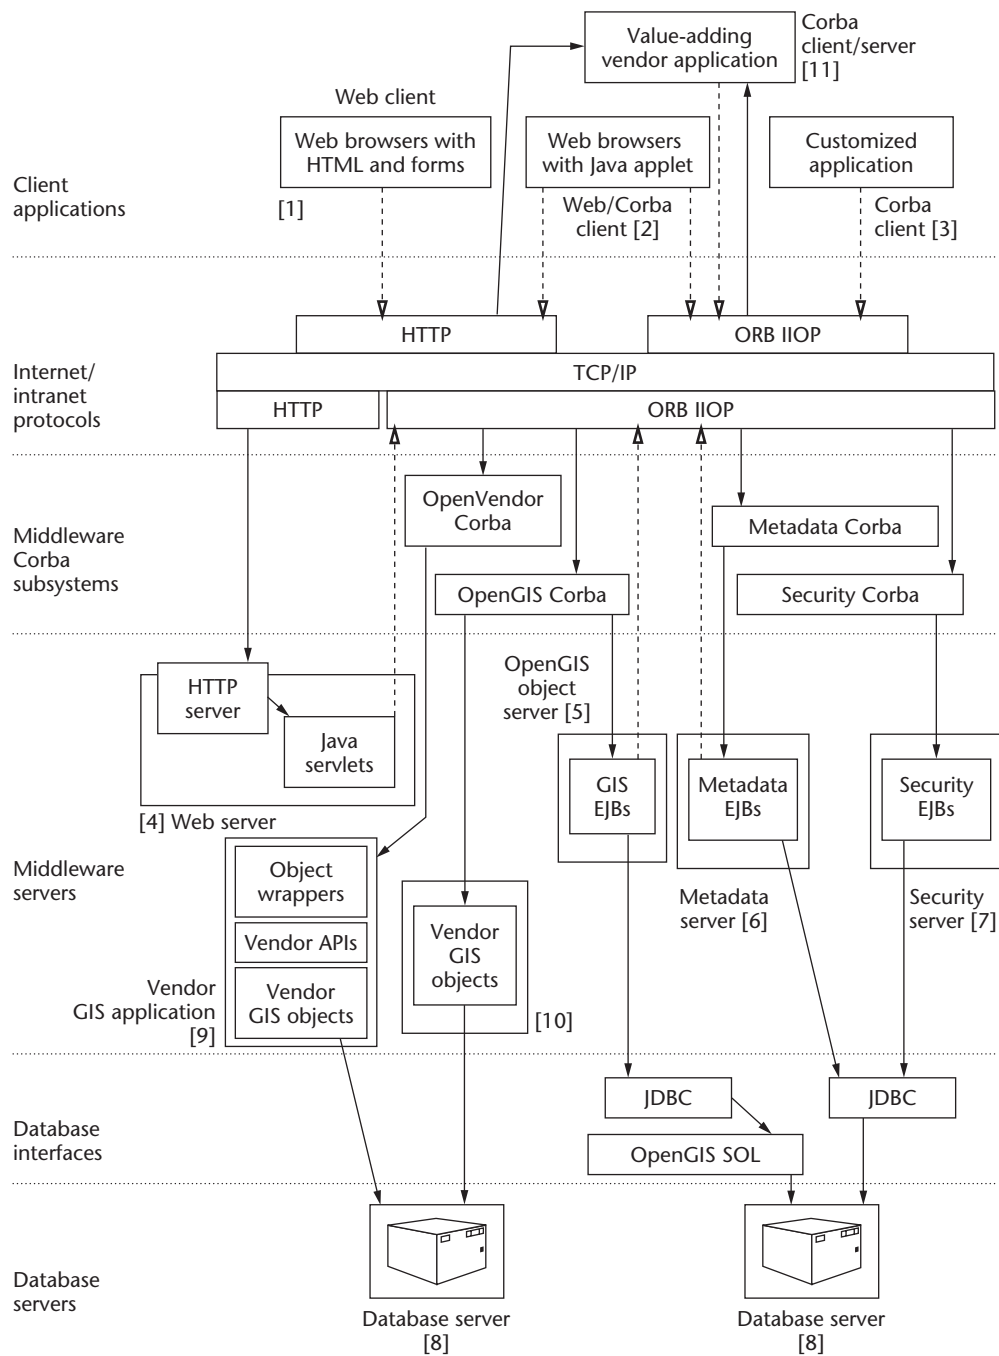 Value-adding
vendor application
Corba
client/server
[11]
Web client
Web browsers with
HTML and forms
Web browsers
with Java applet
Customized
application
Client
applications
[1]
Web/Corba
client [2]
Corba
client [3]
HTTP
ORB IIOP
TCP/IP
Internet/
intranet
protocols
HTTP
ORB IIOP
OpenVendor
Corba
Metadata Corba
Middleware
Corba
subsystems
OpenGIS Corba
Security Corba
HTTP
server
OpenGIS
object
server [5]
Java
servlets
GIS
EJBs
Metadata
EJBs
Security
EJBs
[4] Web server
Middleware
servers
Object
wrappers
Vendor APIs
Vendor
GIS objects
Vendor
GIS
objects
Metadata
server [6]
Security
server [7]
Vendor
GIS application
[9]
[10]
JDBC
JDBC
Database
interfaces
OpenGIS SOL
Database
servers
Database server
[8]
Database server
[8]